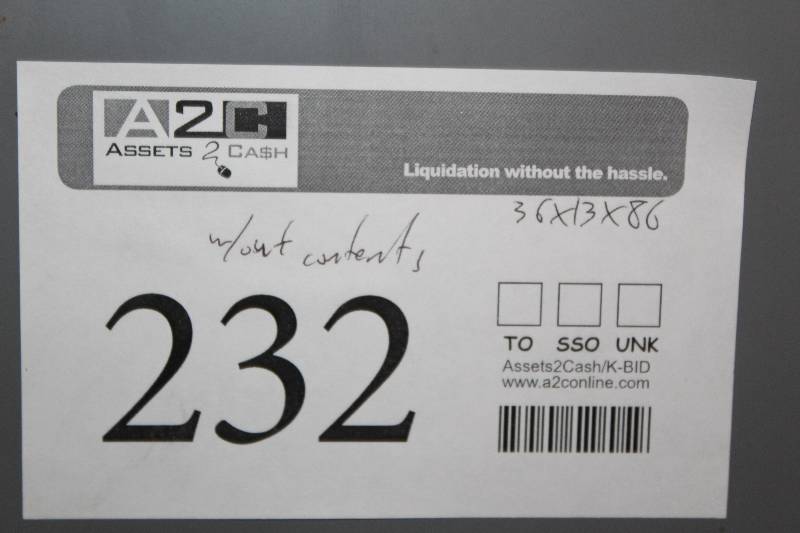 A2C
ASSETS 2 CA$H
Liquidation without the hassle.
36x13x86
w/out contents
232
TO SSO UNK
Assets2Cash/K-BID
www.a2conline.com